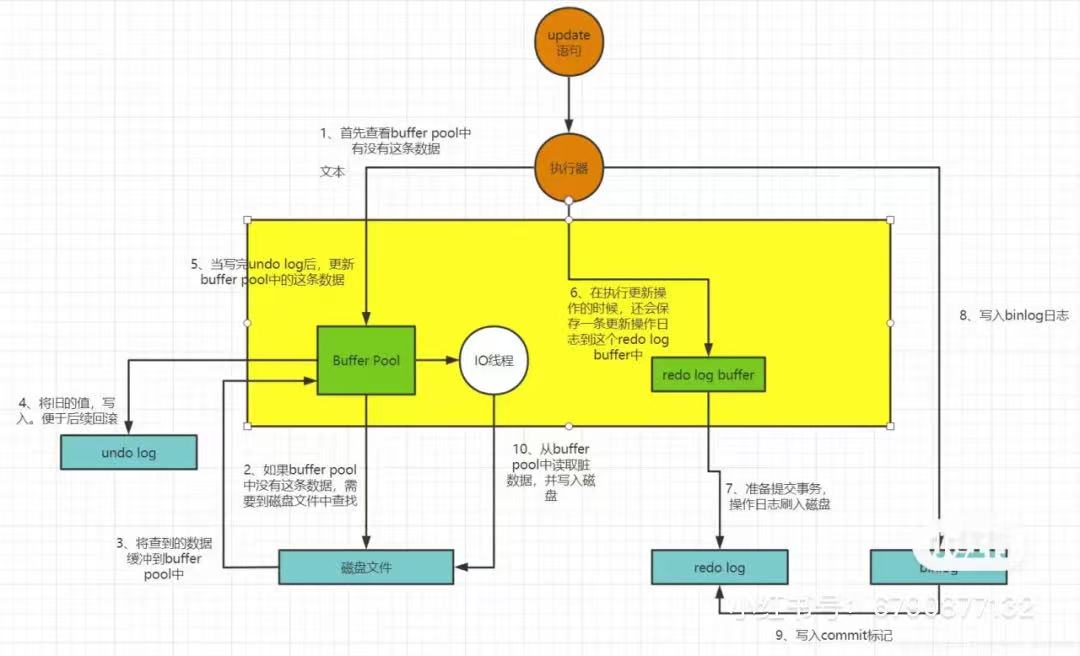 update
语句
1、首先查看buffer pool中
有没有这条数据
文本
执行器
5、当写完undo log后，更新
buffer pool中的这条数据
6、在执行更新操
作的时候，还会保
存一条更新操作日
志到这个redo log
buffer中
8、写入binlog日志
Buffer Pool
IO线程
redo log buffer
4、将旧的值，写
入。便于后续回滚
undo log
2、如果buffer pool
中没有这条数据，需
要到磁盘文件中查找
10、从buffer
pool中读取脏
数据，并写入磁
盘
7、准备提交事务，
操作日志刷入磁盘
3、将查到的数据
缓冲到buffer
pool中
磁盘文件
redo log
binlog
小红书
小红书号：6790877132
9、写入commit标记